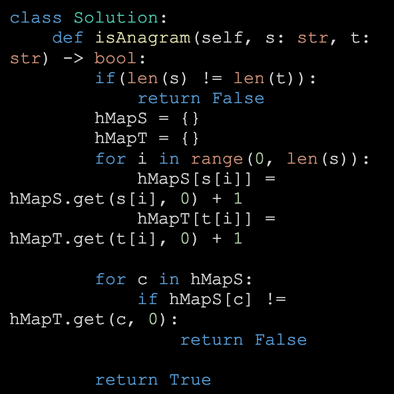 class Solution:
    def isAnagram(self, s: str, t:
str) -> bool:
        if(len(s) != len(t)):
            return False
        hMapS = {}
        hMapT = {}
        for i in range(0, len(s)):
            hMapS[s[i]] =
hMapS.get(s[i], 0) + 1
            hMapT[t[i]] =
hMapT.get(t[i], 0) + 1

        for c in hMapS:
            if hMapS[c] !=
hMapT.get(c, 0):
                return False

        return True